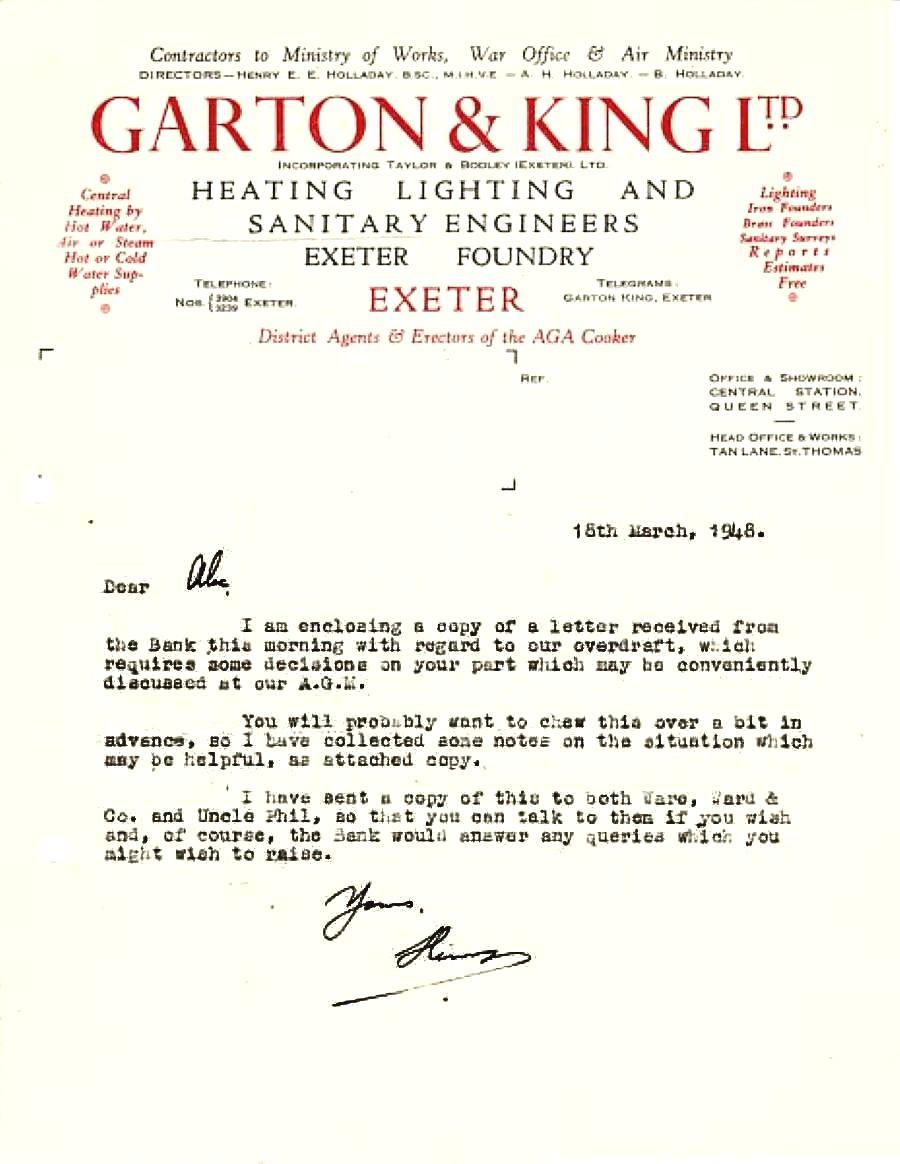 Contractors to Ministry of Works, War Office & Air Ministry
DIRECTORS—HENRY E. E. HOLLADAY. B.SC., M.I.H.V.E — A. H. HOLLADAY. — B. HOLLADAY.
GARTON & KING LTD
INCORPORATING TAYLOR & BODLEY (EXETER). LTD.
HEATING LIGHTING AND
SANITARY ENGINEERS
EXETER FOUNDRY
EXETER
Central
Heating by
Hot Water,
Air or Steam
Hot or Cold
Water Sup-
plies
Lighting
Iron Founders
Brass Founders
Sanitary Surveys
Reports
Estimates
Free
TELEPHONE:
NOS. { 3904 3239 EXETER.
TELEGRAMS:
GARTON KING, EXETER
District Agents & Erectors of the AGA Cooker
REF.
OFFICE & SHOWROOM:
CENTRAL STATION,
QUEEN STREET.
HEAD OFFICE & WORKS:
TAN LANE. ST. THOMAS
March, 1948.
Dear
I am enclosing a copy of a letter received from
the Bank this morning with regard to our overdraft, which
requires some decisions on your part which may be conveniently
discussed at our A.G.M.
You will probably want to chew this over a bit in
advance, so I have collected some notes on the situation which
may be helpful, as attached copy.
I have sent a copy of this to both Ware, Ward &
Co. and Uncle Phil, so that you can talk to them if you wish
and, of course, the Bank would answer any queries which you
might wish to raise.
Yours,